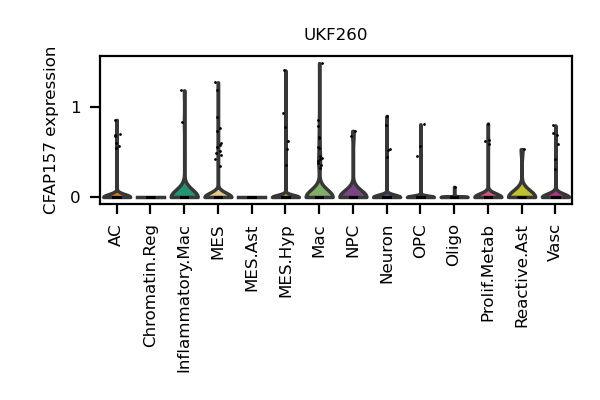 UKF260
CFAP157 expression
1
0
AC
Chromatin.Reg
Inflammatory.Mac
MES
MES.Ast
MES.Hyp
Mac
NPC
Neuron
OPC
Oligo
Prolif.Metab
Reactive.Ast
Vasc